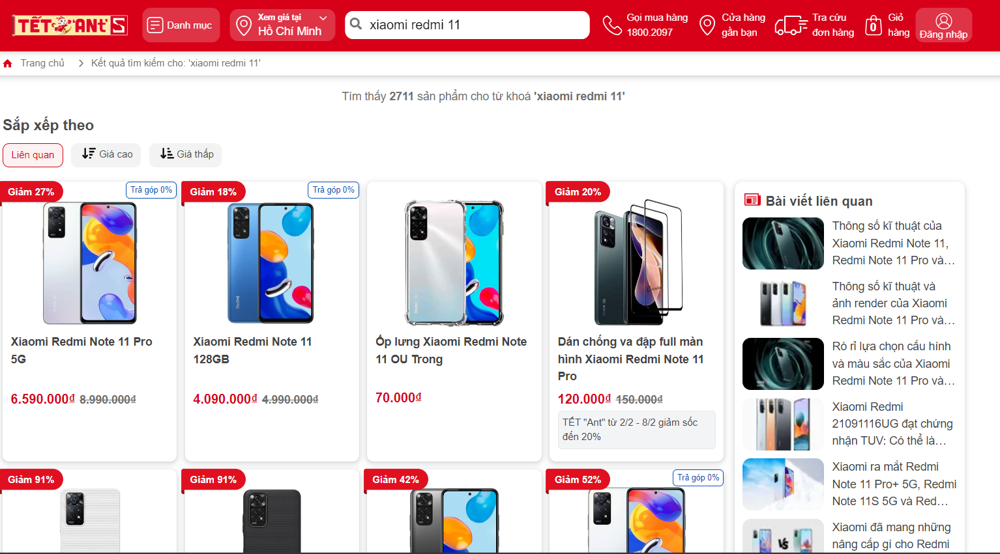 TẾT "ANT" S
Danh mục
Xem giá tại
Hồ Chí Minh
xiaomi redmi 11
Gọi mua hàng
1800.2097
Cửa hàng
gần bạn
Tra cứu
đơn hàng
0
Giỏ
hàng
Đăng nhập
Trang chủ
Kết quả tìm kiếm cho: 'xiaomi redmi 11'
Tìm thấy 2711 sản phẩm cho từ khoá 'xiaomi redmi 11'
Sắp xếp theo
Liên quan
Giá cao
Giá thấp
Giảm 27%
Trả góp 0%
Xiaomi Redmi Note 11 Pro
5G
6.590.000₫ 8.990.000₫
Giảm 18%
Trả góp 0%
Redmi
Xiaomi Redmi Note 11
128GB
4.090.000₫ 4.990.000₫
Ốp lưng Xiaomi Redmi Note
11 OU Trong
70.000₫
Giảm 20%
Dán chống va đập full màn
hình Xiaomi Redmi Note 11
Pro
120.000₫ 150.000₫
TẾT "Ant" từ 2/2 - 8/2 giảm sốc
đến 20%
Giảm 91%
Giảm 91%
Giảm 42%
Giảm 52%
Trả góp 0%
Bài viết liên quan
Thông số kĩ thuật của
Xiaomi Redmi Note 11,
Redmi Note 11 Pro và...
Thông số kĩ thuật và
ảnh render của Xiaomi
Redmi Note 11 Pro và...
Rò rỉ lựa chọn cấu hình
và màu sắc của Xiaomi
Redmi Note 11 Pro và...
Xiaomi Redmi
21091116UG đạt chứng
nhận TUV: Có thể là...
Xiaomi ra mắt Redmi
Note 11 Pro+ 5G, Redmi
Note 11S 5G và Red...
VS
Xiaomi đã mang những
nâng cấp gì cho Redmi